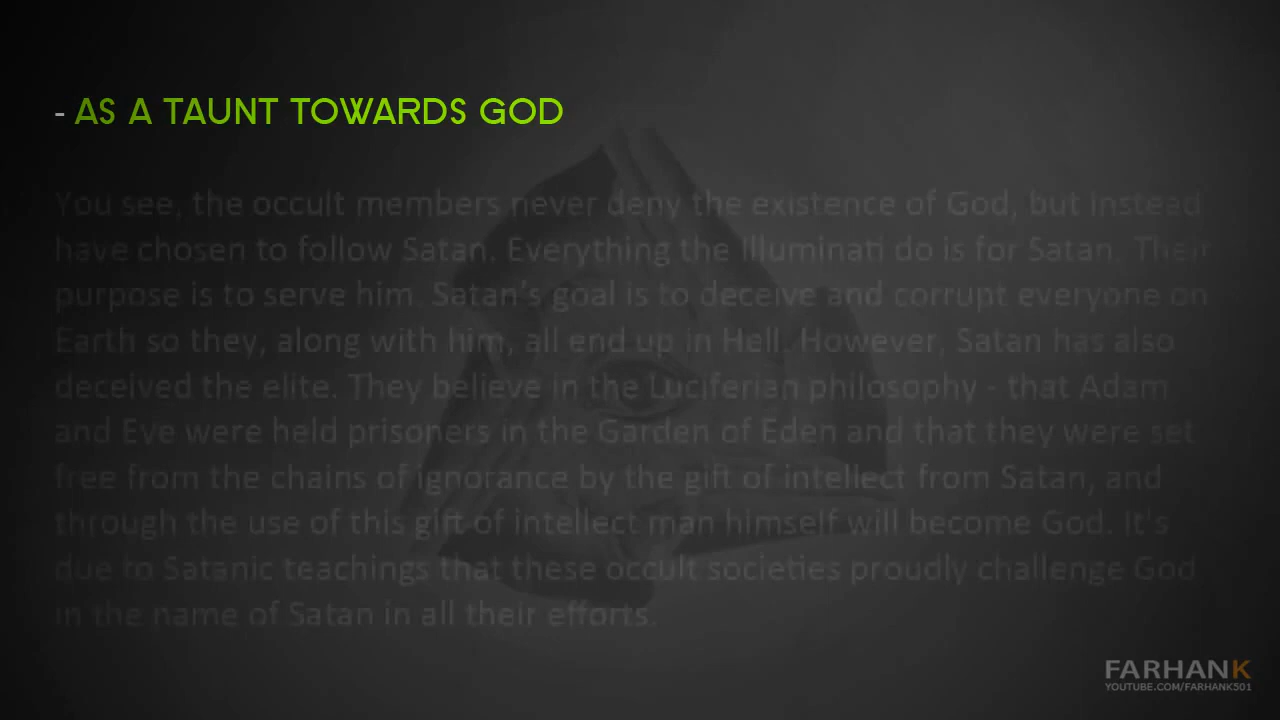 - AS A TAUNT TOWARDS GOD
You see, the occult members never deny the existence of God, but instead
have chosen to follow Satan. Everything the Illuminati do is for Satan. Their
purpose is to serve him. Satan's goal is to deceive and corrupt everyone on
Earth so they, along with him, all end up in Hell. However, Satan has also
deceived the elite. They believe in the Luciferian philosophy - that Adam
and Eve were held prisoners in the Garden of Eden and that they were set
free from the chains of ignorance by the gift of intellect from Satan, and
through the use of this gift of intellect man himself will become God. It's
due to Satanic teachings that these occult societies proudly challenge God
in the name of Satan in all their efforts.
FARHANK
YOUTUBE.COM/FARHANK501